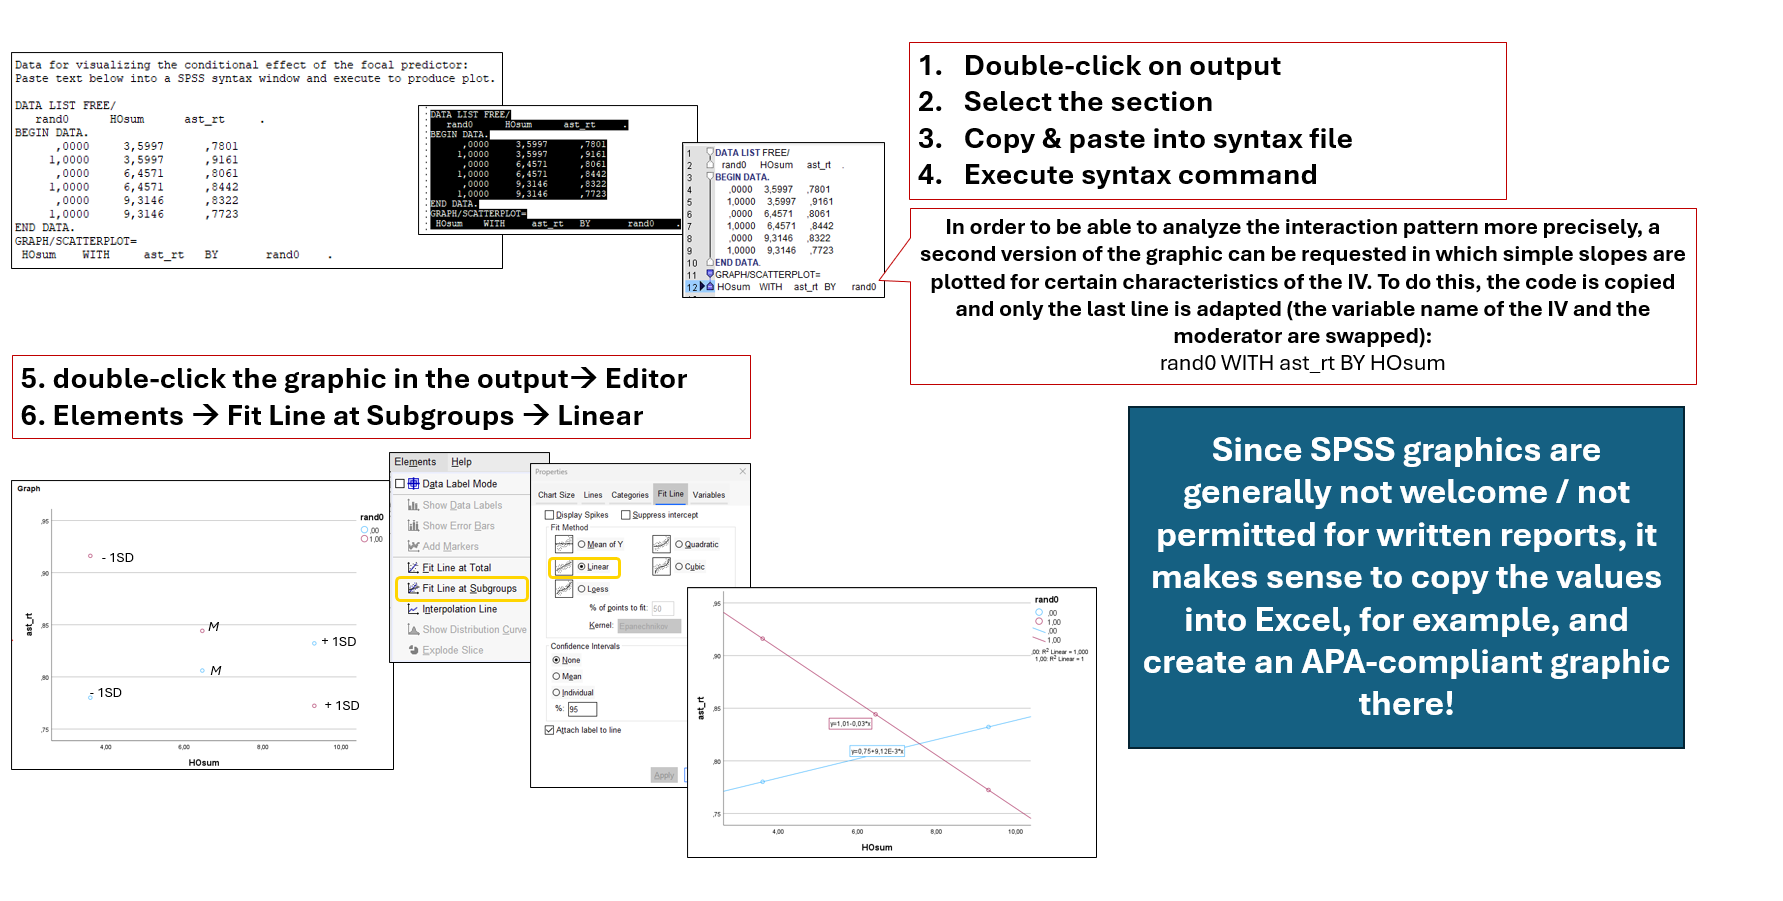 Data for visualizing the conditional effect of the focal predictor:
Paste text below into a SPSS syntax window and execute to produce plot.
DATA LIST FREE/
rand0 HOsum ast_rt .
BEGIN DATA.
,0000 3,5997 ,7801
1,0000 3,5997 ,9161
,0000 6,4571 ,8061
1,0000 6,4571 ,8442
,0000 9,3146 ,8322
1,0000 9,3146 ,7723
END DATA.
GRAPH/SCATTERPLOT=
HOsum WITH ast_rt BY rand0 .
DATA LIST FREE/
rand0 HOsum ast_rt .
BEGIN DATA.
,0000 3,5997 ,7801
1,0000 3,5997 ,9161
,0000 6,4571 ,8061
1,0000 6,4571 ,8442
,0000 9,3146 ,8322
1,0000 9,3146 ,7723
END DATA.
GRAPH/SCATTERPLOT=
HOsum WITH ast_rt BY rand0 .
1 DATA LIST FREE/
2 rand0 HOsum ast_rt .
3 BEGIN DATA.
4 ,0000 3,5997 ,7801
5 1,0000 3,5997 ,9161
6 ,0000 6,4571 ,8061
7 1,0000 6,4571 ,8442
8 ,0000 9,3146 ,8322
9 1,0000 9,3146 ,7723
10 END DATA.
11 GRAPH/SCATTERPLOT=
12 HOsum WITH ast_rt BY rand0
1. Double-click on output
2. Select the section
3. Copy & paste into syntax file
4. Execute syntax command
In order to be able to analyze the interaction pattern more precisely, a
second version of the graphic can be requested in which simple slopes are
plotted for certain characteristics of the IV. To do this, the code is copied
and only the last line is adapted (the variable name of the IV and the
moderator are swapped):
rand0 WITH ast_rt BY HOsum
5. double-click the graphic in the output→ Editor
6. Elements → Fit Line at Subgroups → Linear
Graph
rand0
,00
1,00
,95
,90
,85
,80
,75
ast_rt
- 1SD
M
+ 1SD
M
- 1SD
+ 1SD
4,00 6,00 8,00 10,00
HOsum
Elements Help
Data Label Mode
Show Data Labels
Show Error Bars
Add Markers
Fit Line at Total
Fit Line at Subgroups
Interpolation Line
Show Distribution Curve
Explode Slice
Properties
Chart Size Lines Categories Fit Line Variables
Display Spikes Suppress intercept
Fit Method
Mean of Y Quadratic
Linear Cubic
Loess
% of points to fit: 50
Kernel: Epanechnikov
Confidence Intervals
None
Mean
Individual
%: 95
Attach label to line
Apply
rand0
,00
1,00
,00
1,00
,00: R² Linear = 1,000
1,00: R² Linear = 1
,95
,90
,85
,80
,75
ast_rt
y=1,01-0,03*x
y=0,75+9,12E-3*x
4,00 6,00 8,00 10,00
HOsum
Since SPSS graphics are
generally not welcome / not
permitted for written reports, it
makes sense to copy the values
into Excel, for example, and
create an APA-compliant graphic
there!